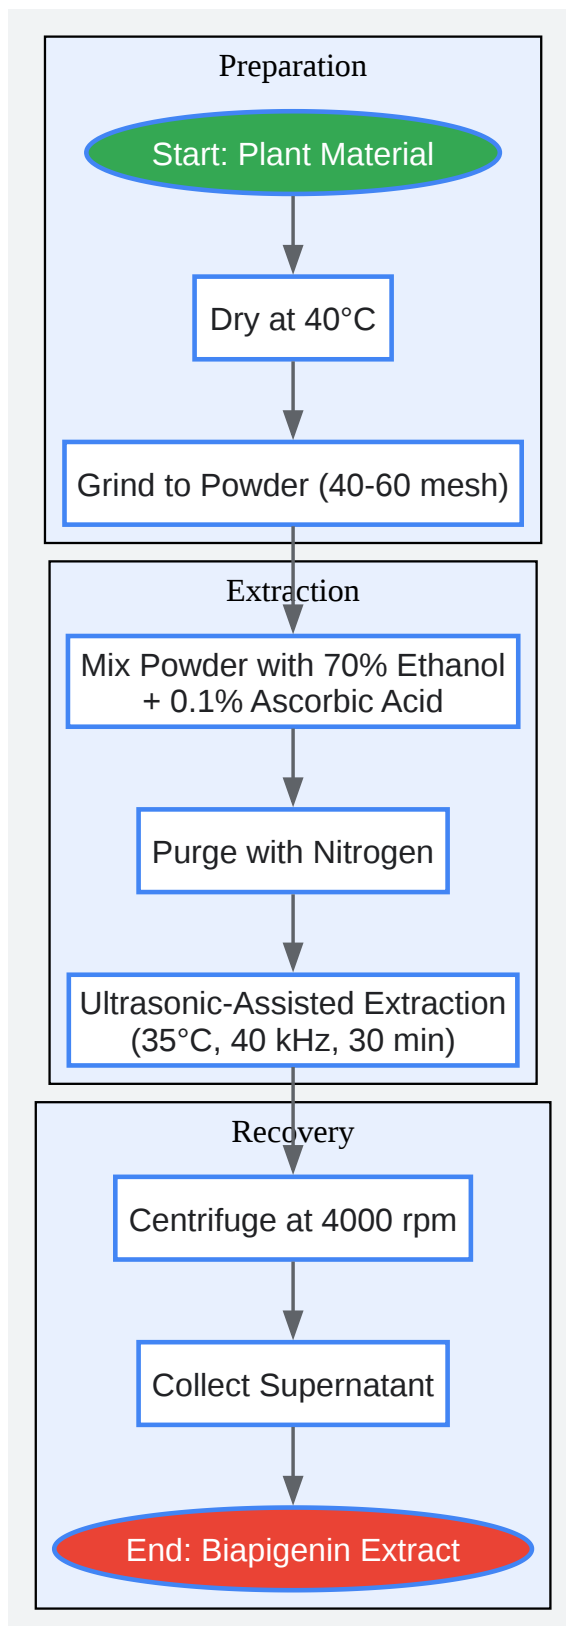 Preparation
Start: Plant Material
Dry at 40°C
Grind to Powder (40-60 mesh)
Extraction
Mix Powder with 70% Ethanol
+ 0.1% Ascorbic Acid
Purge with Nitrogen
Ultrasonic-Assisted Extraction
(35°C, 40 kHz, 30 min)
Recovery
Centrifuge at 4000 rpm
Collect Supernatant
End: Biapigenin Extract